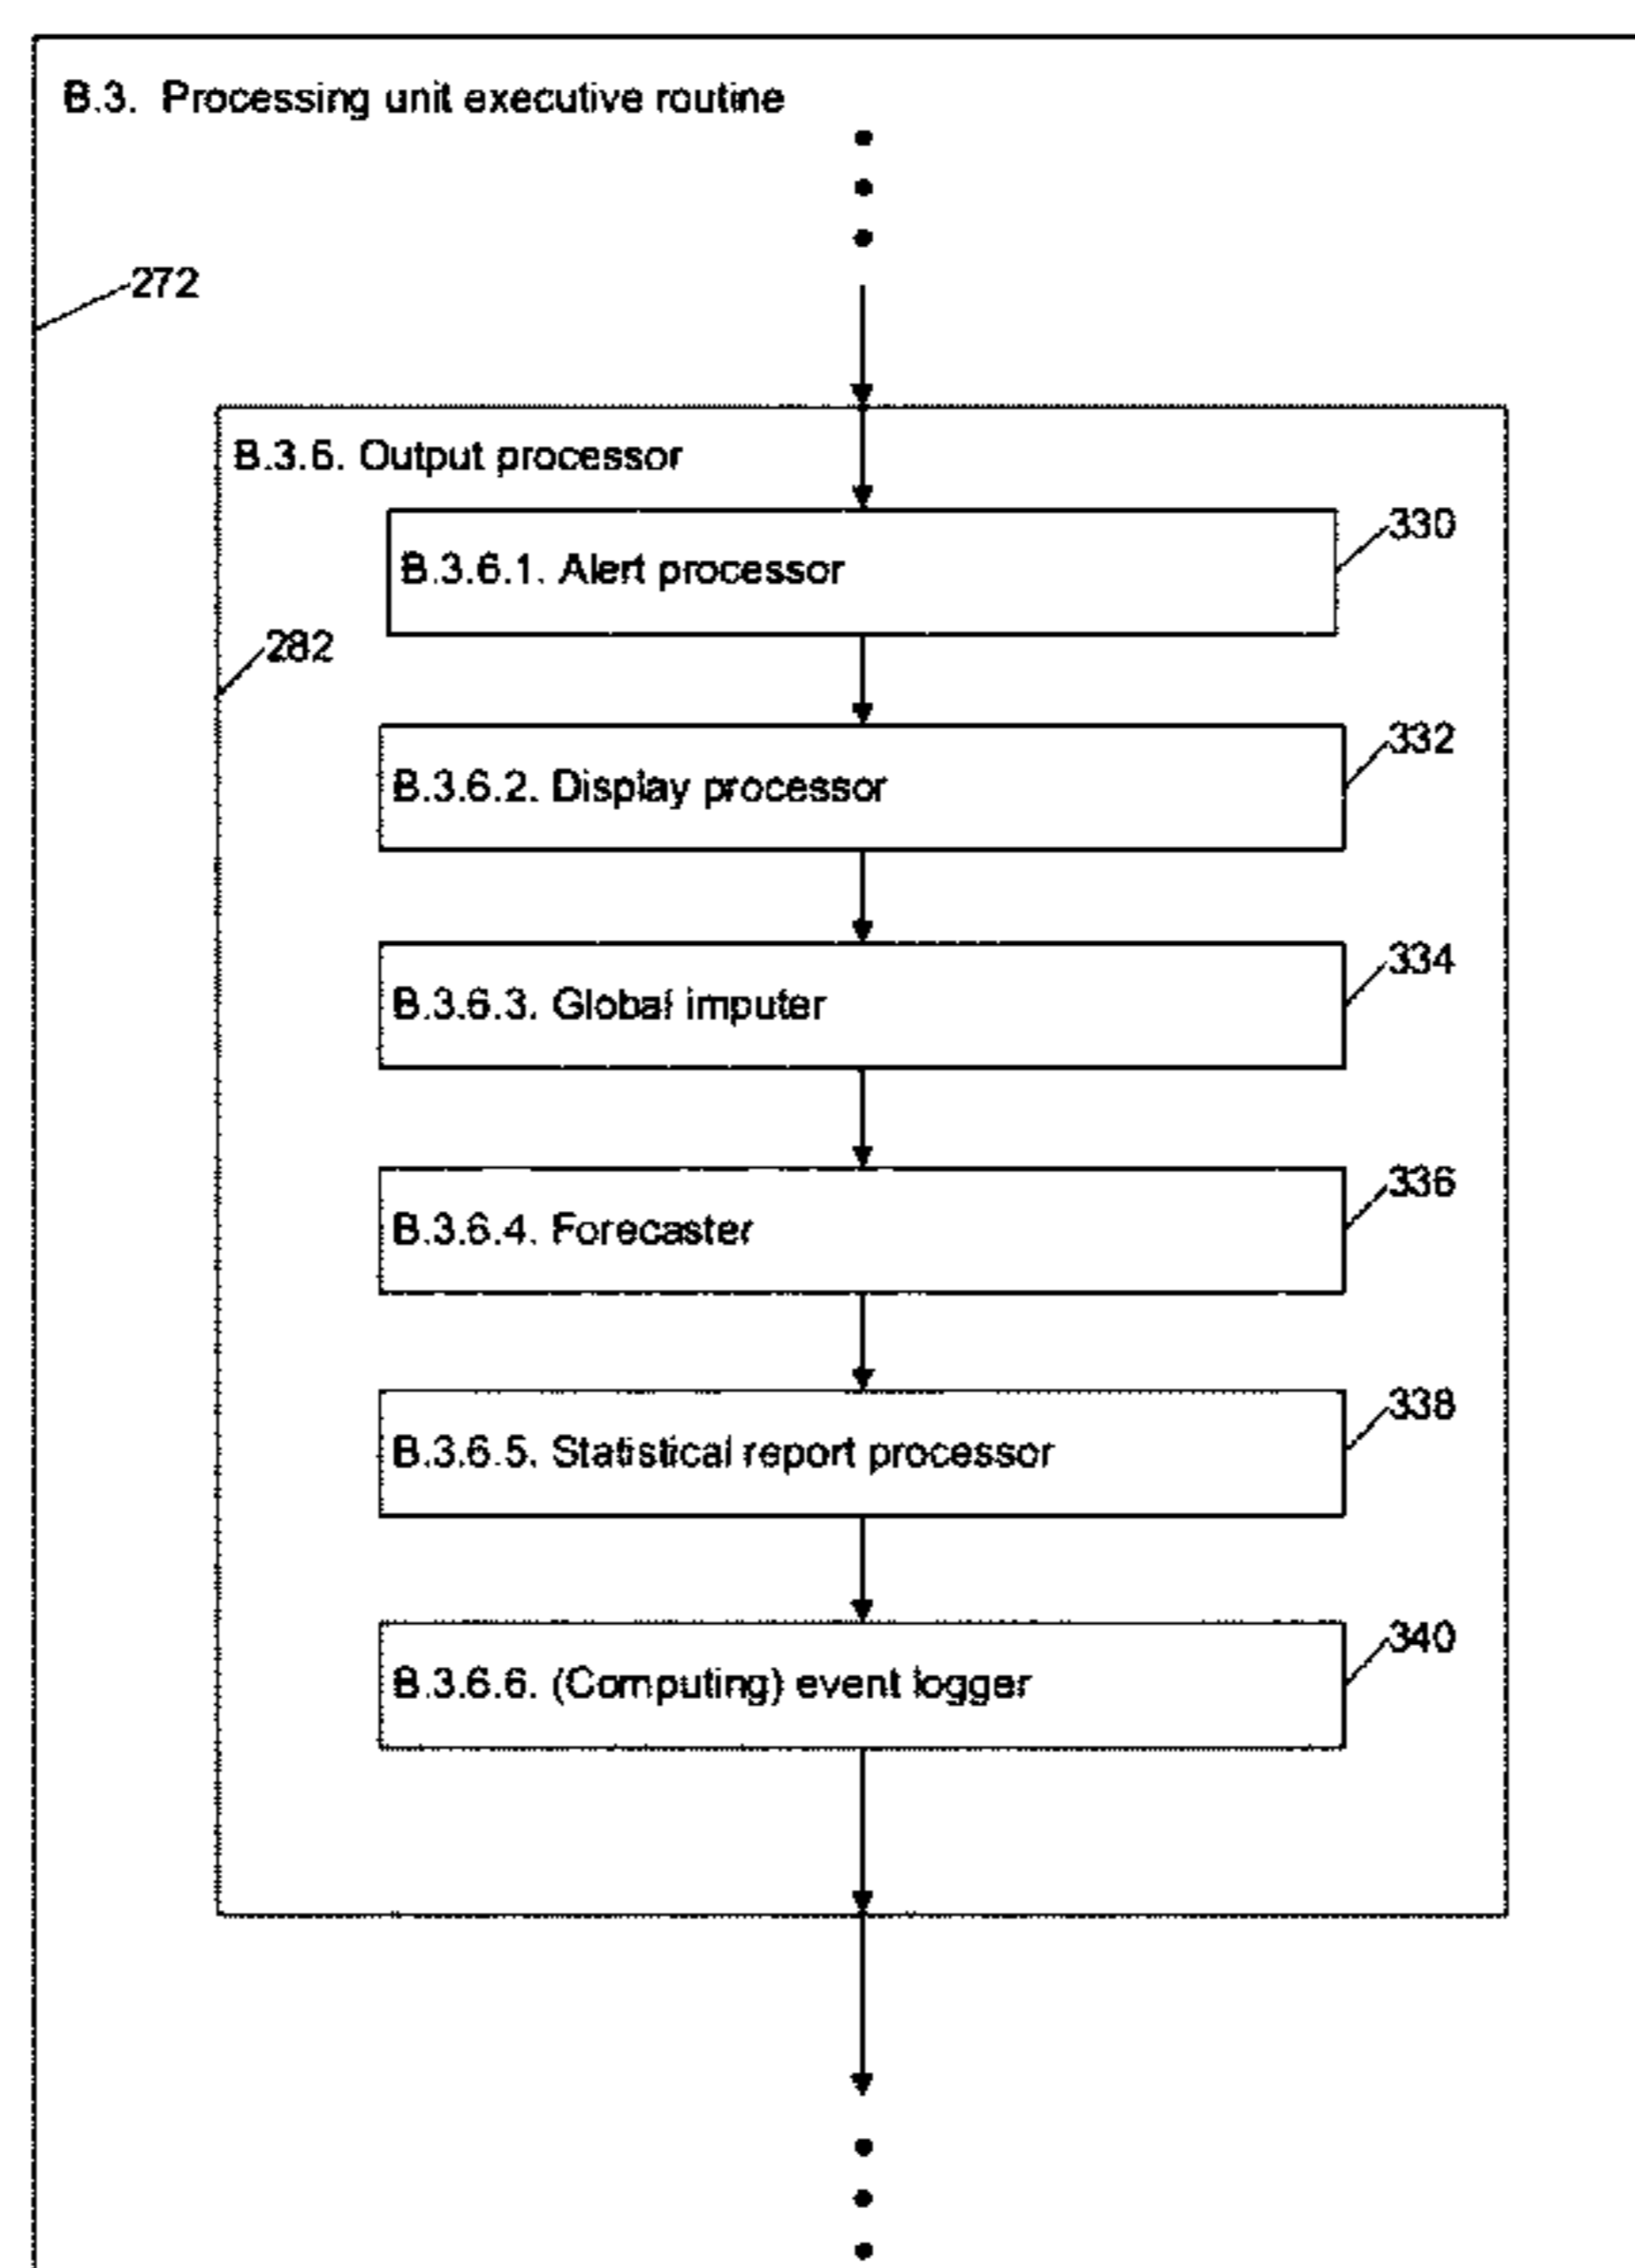 B.3. Processing unit executive routine
272
B.3.6. Output processor
B.3.6.1. Alert processor
330
282
B.3.6.2. Display processor
332
B.3.6.3. Global imputer
334
B.3.6.4. Forecaster
336
B.3.6.5. Statistical report processor
338
B.3.6.6. (Computing) event logger
340